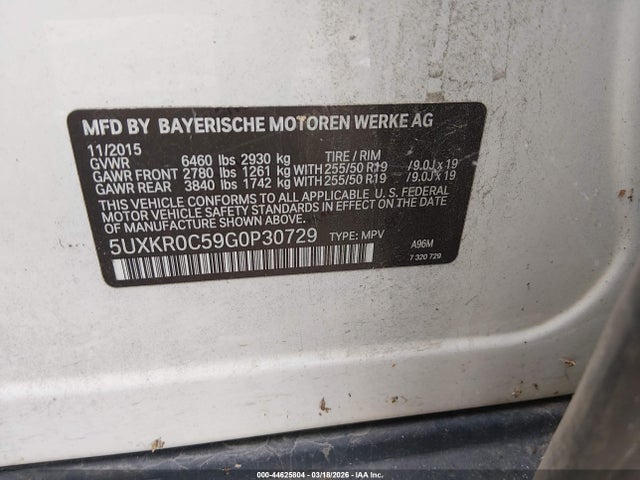 MFD BY BAYERISCHE MOTOREN WERKE AG
11/2015 TIRE / RIM
GVWR 6460 lbs 2930 kg
GAWR FRONT 2780 lbs 1261 kg WITH 255/50 R19 /9.0J x 19
GAWR REAR 3840 lbs 1742 kg WITH 255/50 R19 /9.0J x 19
THIS VEHICLE CONFORMS TO ALL APPLICABLE U. S. FEDERAL
MOTOR VEHICLE SAFETY STANDARDS IN EFFECT ON THE DATE OF
MANUFACTURE SHOWN ABOVE.
5UXKR0C59G0P30729 TYPE: MPV A96M
7 320 729
000-44625804 | 03/18/2026 - IAA Corp.